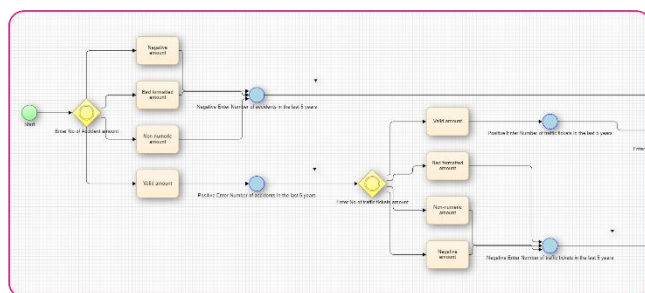 Negative
amount
Bad formatted
amount
Start
Enter No of Accident amount
Negative Enter Number of accidents in the last 5 years
Non numeric
amount
Valid amount
Positive Enter Number of accidents in the last 5 years
Valid amount
Positive Enter Number of traffic tickets in the last 5 years
Enter
Bad formatted
amount
Enter No of traffic tickets amount
Non-numeric
amount
Negative
amount
Negative Enter Number of traffic tickets in the last 5 years